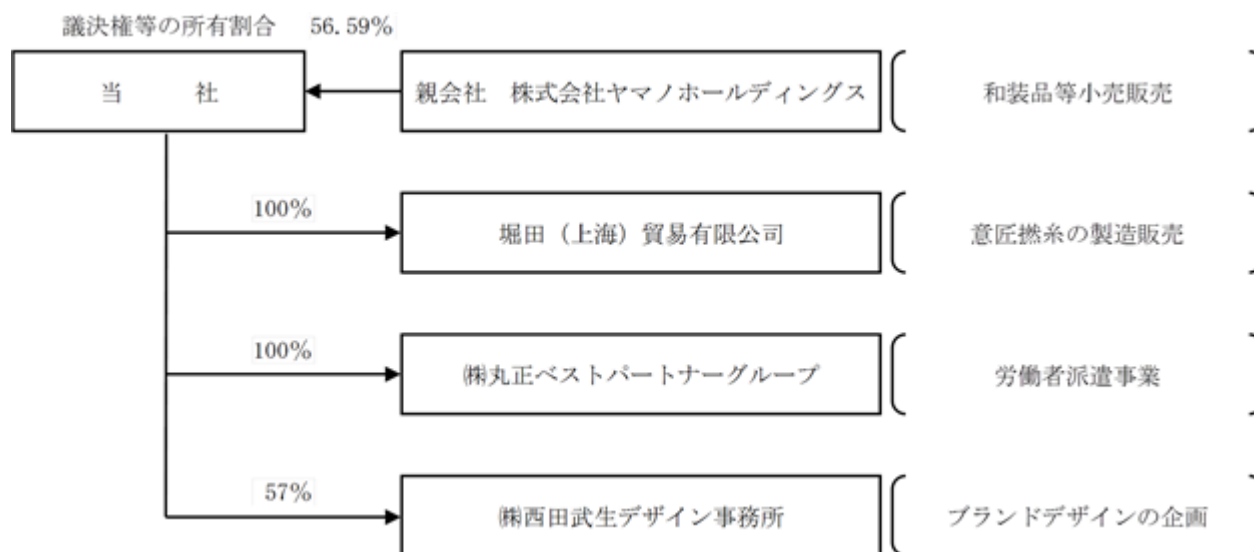 議決権等の所有割合 56.59%
当 社
親会社 株式会社ヤマノホールディングス
和装品等小売販売
100%
堀田（上海）貿易有限公司
意匠撚糸の製造販売
100%
㈱丸正ベストパートナーグループ
労働者派遣事業
57%
㈱西田武生デザイン事務所
ブランドデザインの企画